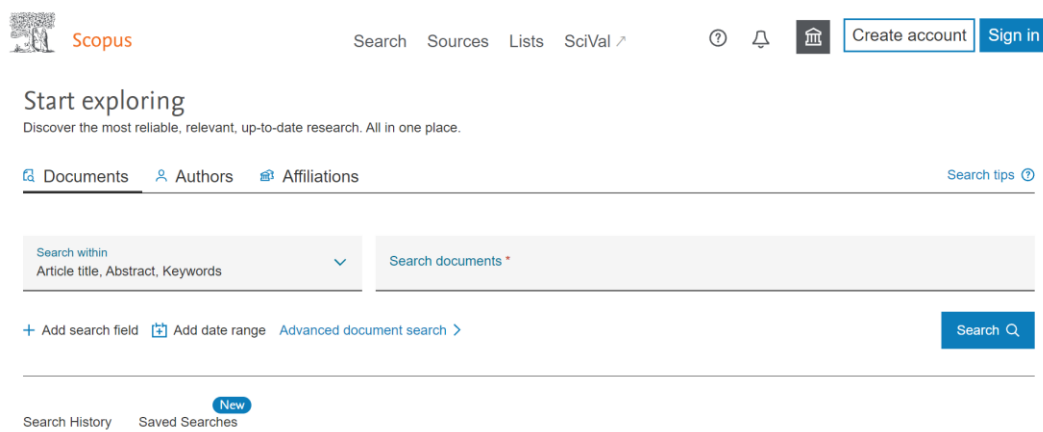 Scopus
Search Sources Lists SciVal
Create account
Sign in
Start exploring
Discover the most reliable, relevant, up-to-date research. All in one place.
Documents Authors Affiliations
Search tips
Search within
Article title, Abstract, Keywords
Search documents *
Add search field Add date range Advanced document search
Search
New
Search History Saved Searches